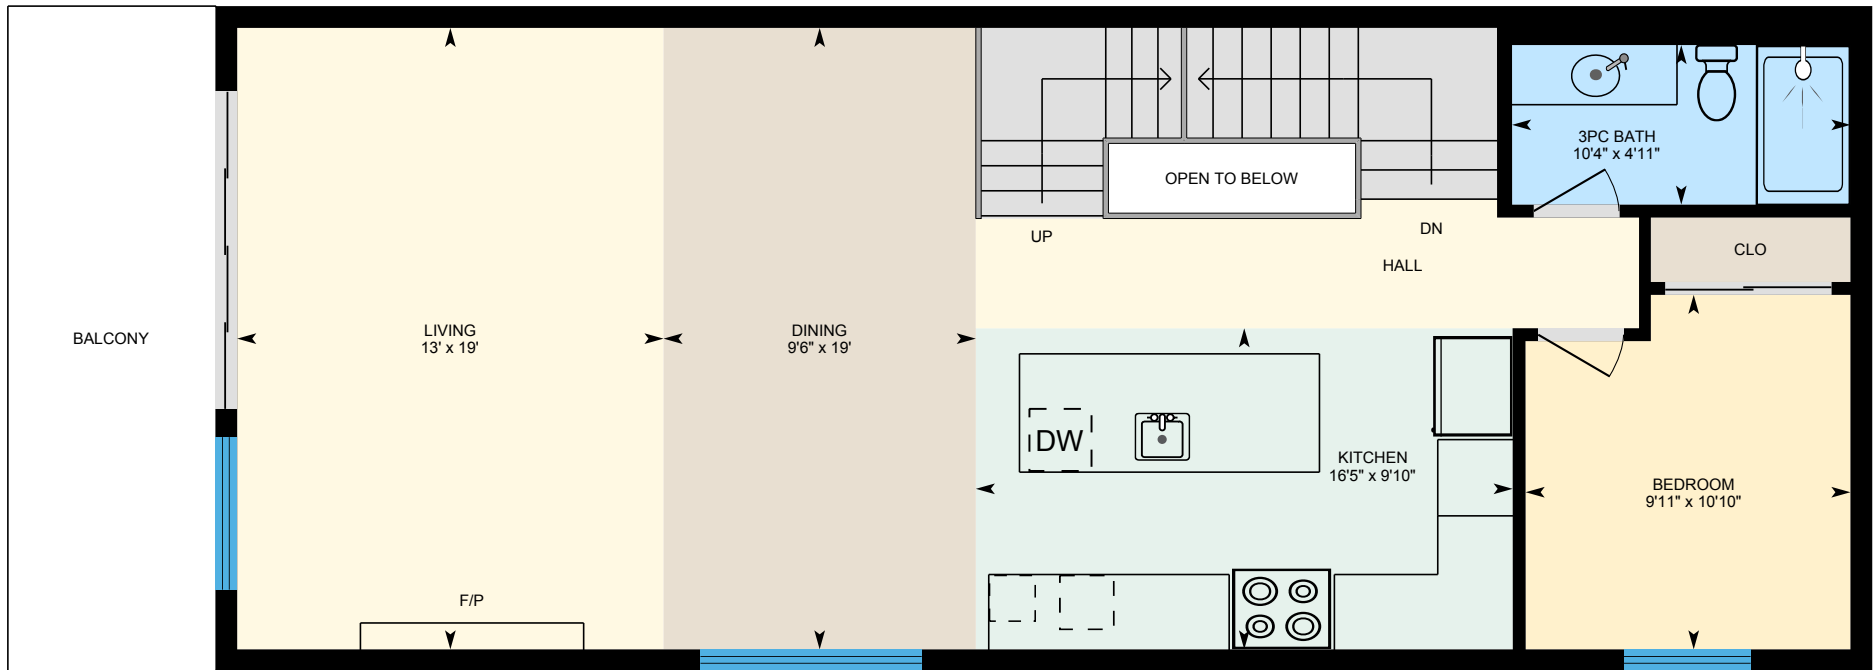 3PC BATH
10'4" x 4'11"
OPEN TO BELOW
UP
DN
HALL
CLO
BALCONY
LIVING
13' x 19'
DINING
9'6" x 19'
DW
KITCHEN
16'5" x 9'10"
BEDROOM
9'11" x 10'10"
F/P